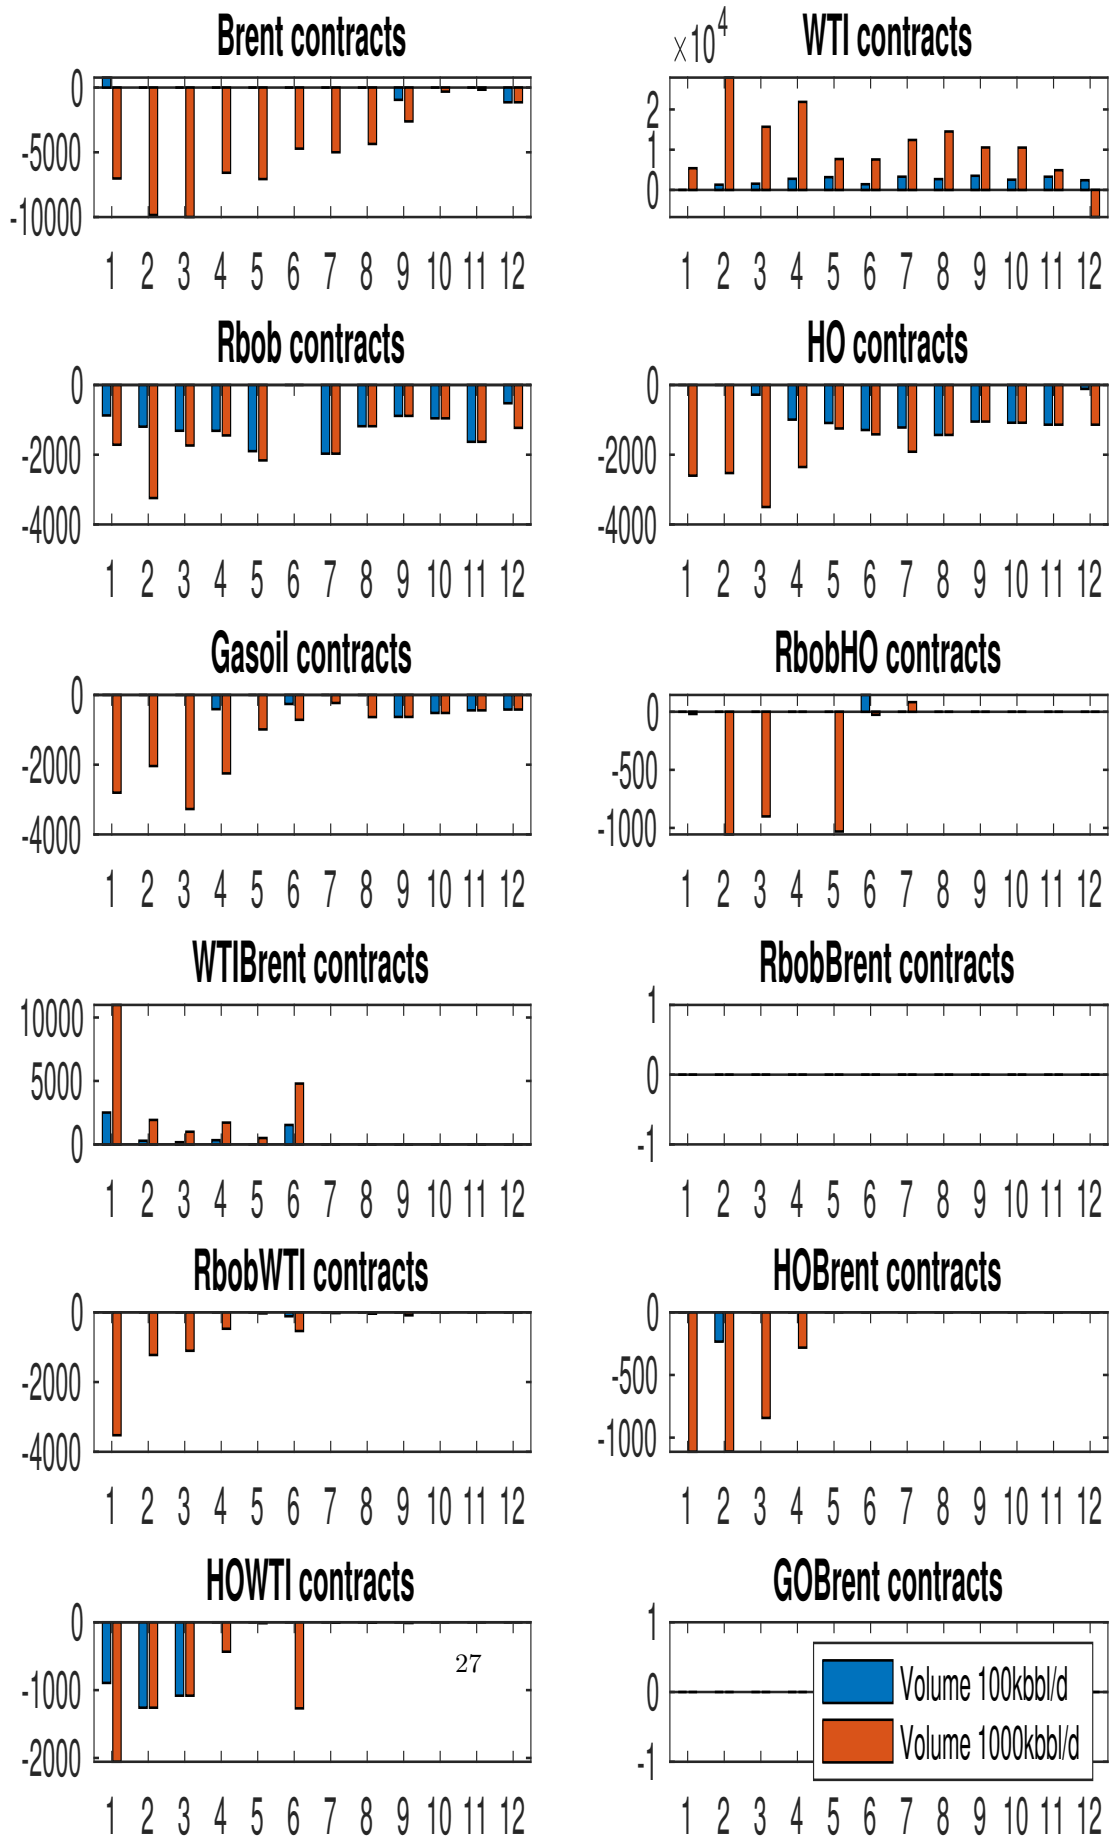 Brent contracts
0
-5000
-10000
1 2 3 4 5 6 7 8 9 10 11 12
WTI contracts
×10^4
2
1
0
1 2 3 4 5 6 7 8 9 10 11 12
Rbob contracts
0
-2000
-4000
1 2 3 4 5 6 7 8 9 10 11 12
HO contracts
0
-2000
-4000
1 2 3 4 5 6 7 8 9 10 11 12
Gasoil contracts
0
-2000
-4000
1 2 3 4 5 6 7 8 9 10 11 12
RbobHO contracts
0
-500
-1000
1 2 3 4 5 6 7 8 9 10 11 12
WTIBrent contracts
10000
5000
0
1 2 3 4 5 6 7 8 9 10 11 12
RbobBrent contracts
1
0
-1
1 2 3 4 5 6 7 8 9 10 11 12
RbobWTI contracts
0
-2000
-4000
1 2 3 4 5 6 7 8 9 10 11 12
HOBrent contracts
0
-500
-1000
1 2 3 4 5 6 7 8 9 10 11 12
HOWTI contracts
0
-1000
-2000
27
1 2 3 4 5 6 7 8 9 10 11 12
GOBrent contracts
1
0
-1
Volume 100kbbl/d
Volume 1000kbbl/d
1 2 3 4 5 6 7 8 9 10 11 12